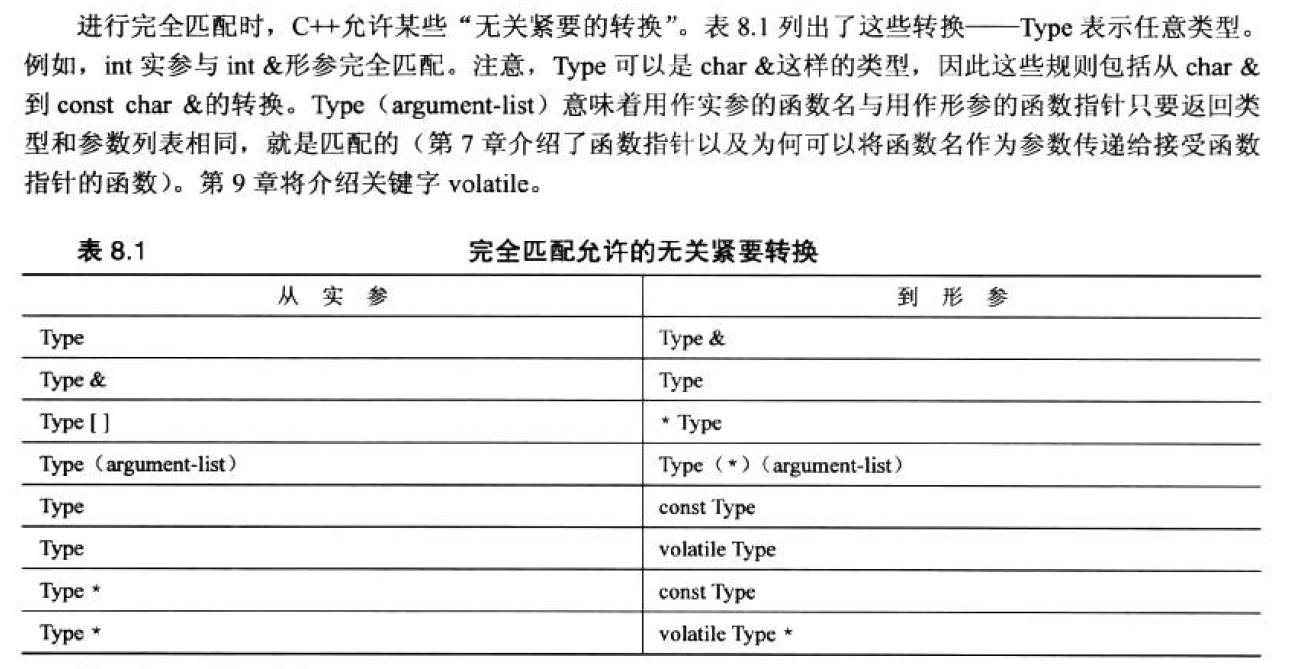 进行完全匹配时，C++允许某些“无关紧要的转换”。表 8.1 列出了这些转换——Type 表示任意类型。
例如，int 实参与 int &形参完全匹配。注意，Type 可以是 char &这样的类型，因此这些规则包括从 char &
到 const char &的转换。Type（argument-list）意味着用作实参的函数名与用作形参的函数指针只要返回类
型和参数列表相同，就是匹配的（第 7 章介绍了函数指针以及为何可以将函数名作为参数传递给接受函数
指针的函数）。第 9 章将介绍关键字 volatile。
表 8.1 完全匹配允许的无关紧要转换
从 实 参 到 形 参
Type Type &
Type & Type
Type [ ] * Type
Type（argument-list） Type（*）（argument-list）
Type const Type
Type volatile Type
Type * const Type
Type * volatile Type *